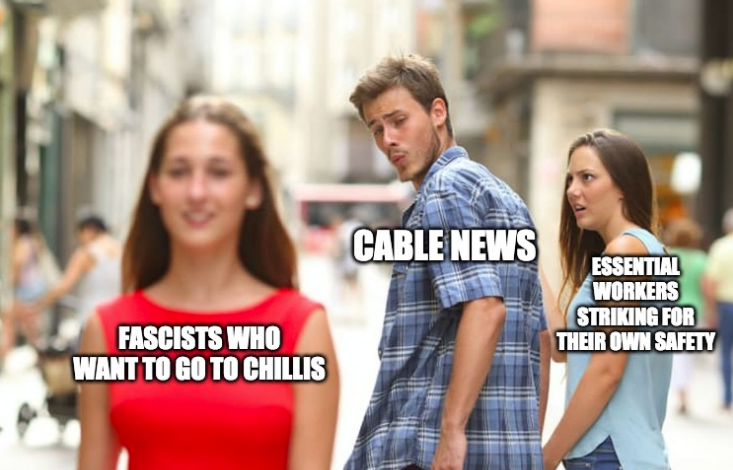 FASCISTS WHO
WANT TO GO TO CHILLIS
CABLE NEWS
ESSENTIAL
WORKERS
STRIKING FOR
THEIR OWN SAFETY